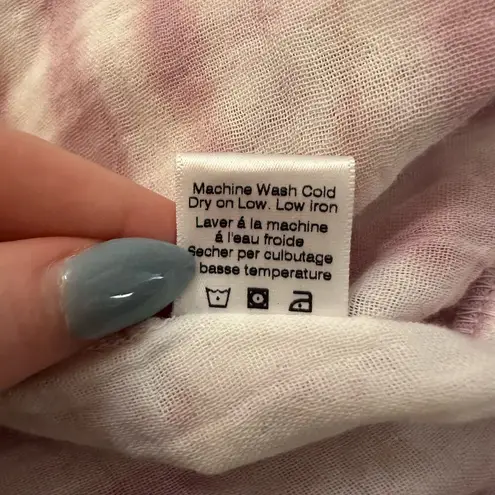 Machine Wash Cold
Dry on Low. Low iron
Laver á la machine
á l'eau froide
Secher per culbutage
basse temperature